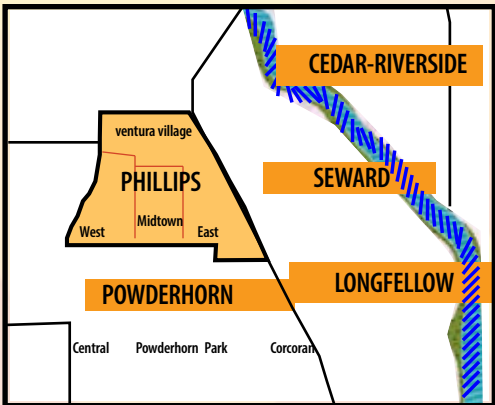 CEDAR-RIVERSIDE
ventura village
PHILLIPS
SEWARD
Midtown
West
East
LONGFELLOW
POWDERHORN
Central Powderhorn Park Corcoran